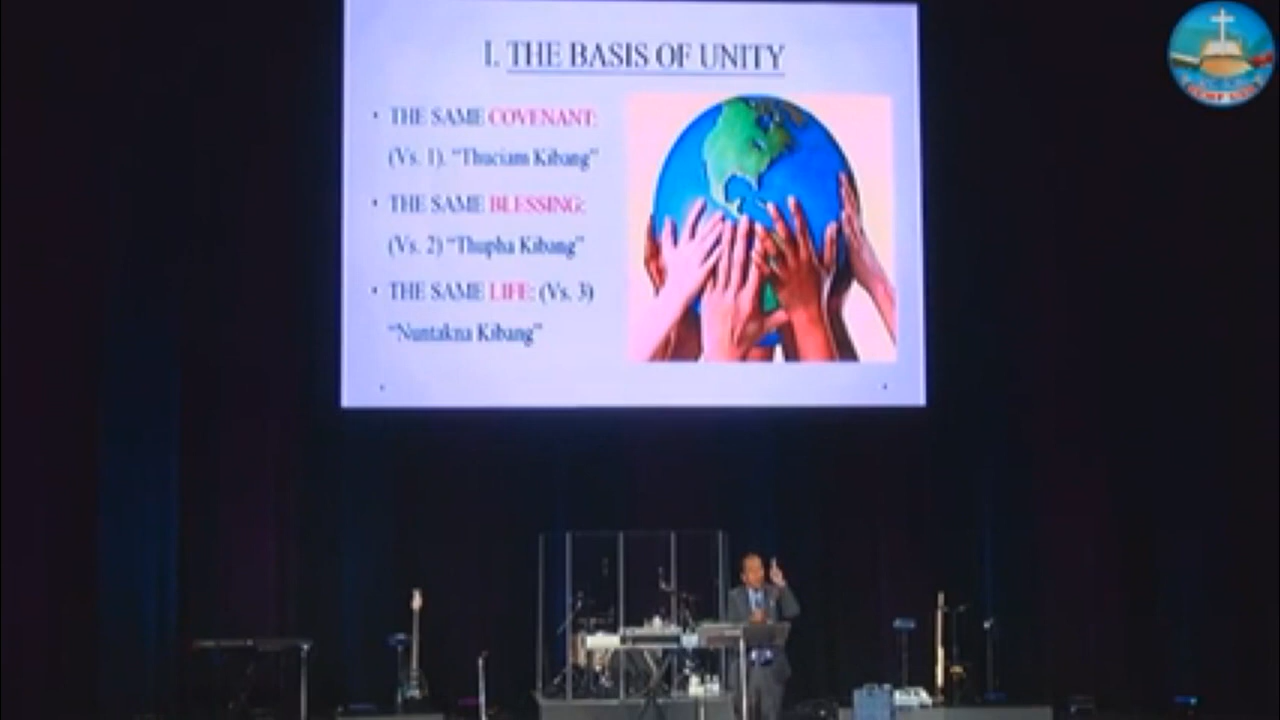 I. THE BASIS OF UNITY
• THE SAME COVENANT:
(Vs. 1). “Thuciam Kibang”
• THE SAME BLESSING:
(Vs. 2) “Thupha Kibang”
• THE SAME LIFE: (Vs. 3)
“Nuntakna Kibang”